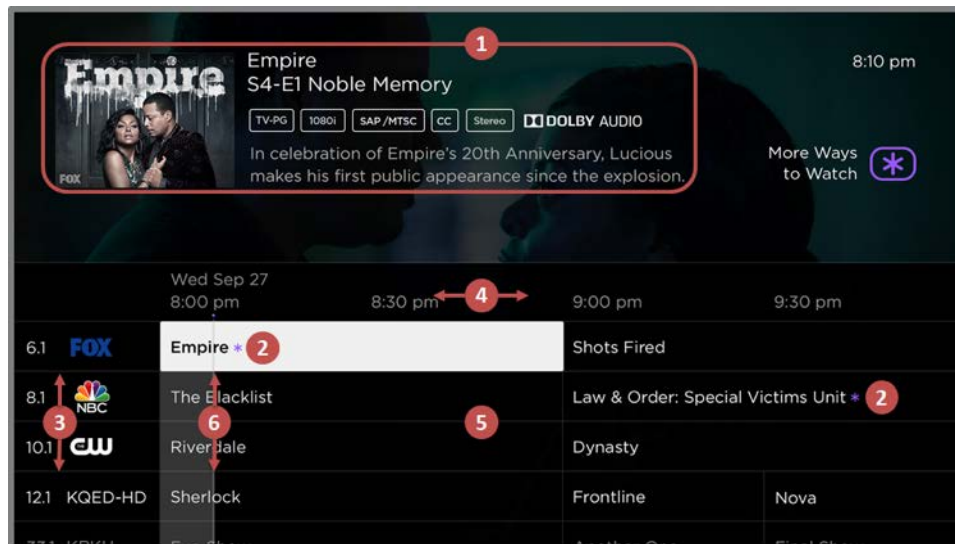 1
Empire
Empire
S4-E1 Noble Memory
8:10 pm
TV-PG 1080i SAP/MTSC CC Stereo DOLBY AUDIO
In celebration of Empire's 20th Anniversary, Lucious
makes his first public appearance since the explosion.
FOX
More Ways
to Watch *
Wed Sep 27
8:00 pm 8:30 pm 4 9:00 pm 9:30 pm
6.1 FOX Empire * 2 Shots Fired
8.1 NBC The Blacklist Law & Order: Special Victims Unit * 2
3 6 5
10.1 THE CW Riverdale Dynasty
12.1 KQED-HD Sherlock Frontline Nova